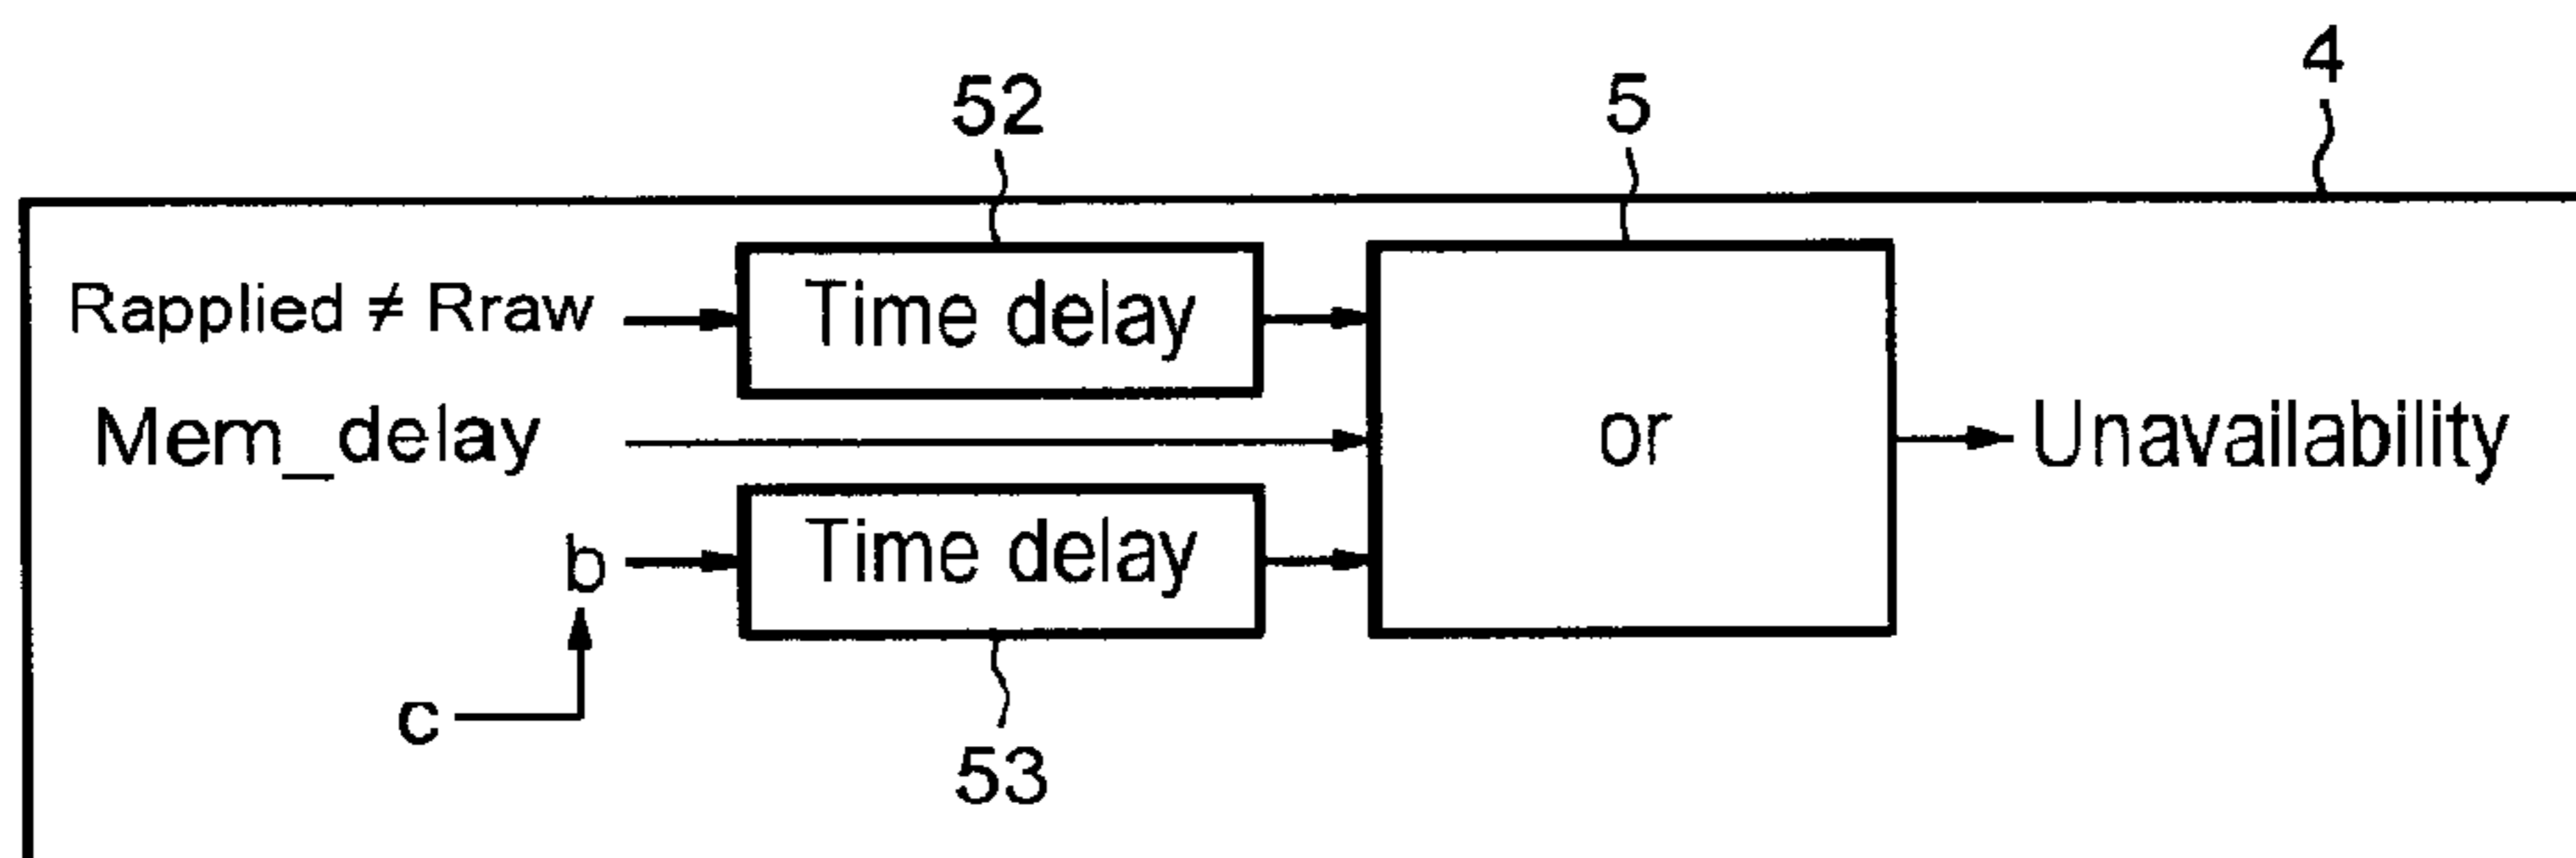 4
52
5
Rapplied ≠ Rraw
Time delay
Mem_delay
or
Unavailability
b
Time delay
c
53